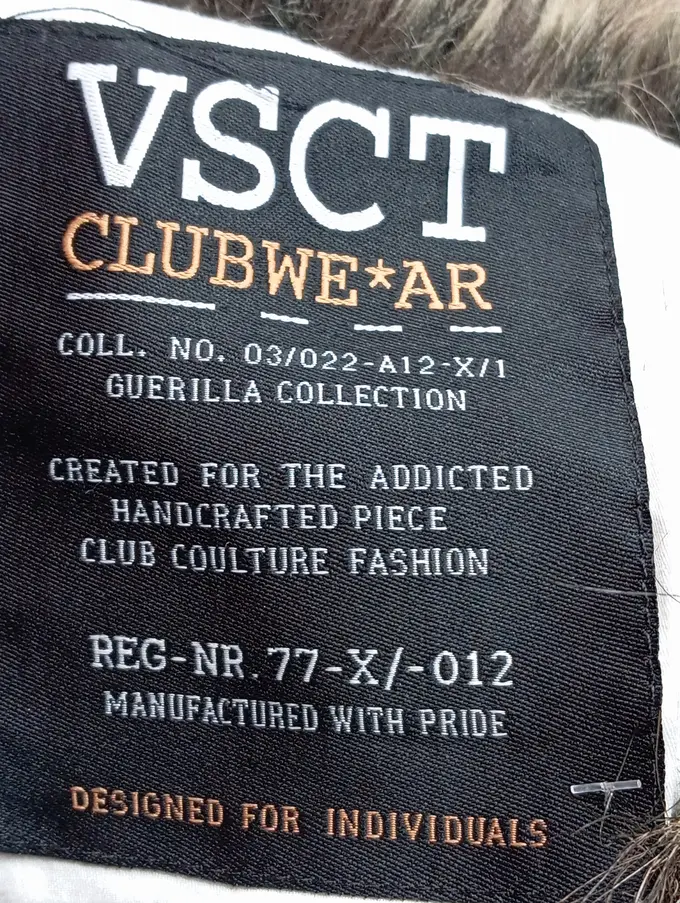 VSCT
CLUBWE*AR
COLL. NO. 03/022-A12-X/1
GUERILLA COLLECTION
CREATED FOR THE ADDICTED
HANDCRAFTED PIECE
CLUB COULTURE FASHION
REG-NR. 77-X/-012
MANUFACTURED WITH PRIDE
DESIGNED FOR INDIVIDUALS